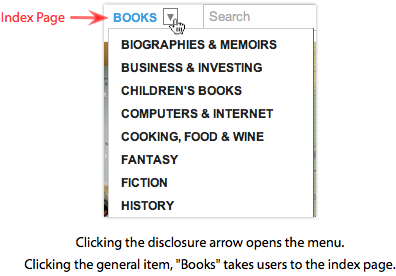 Index Page
BOOKS Search
BIOGRAPHIES & MEMOIRS
BUSINESS & INVESTING
CHILDREN'S BOOKS
COMPUTERS & INTERNET
COOKING, FOOD & WINE
FANTASY
FICTION
HISTORY
Clicking the disclosure arrow opens the menu.
Clicking the general item, "Books" takes users to the index page.